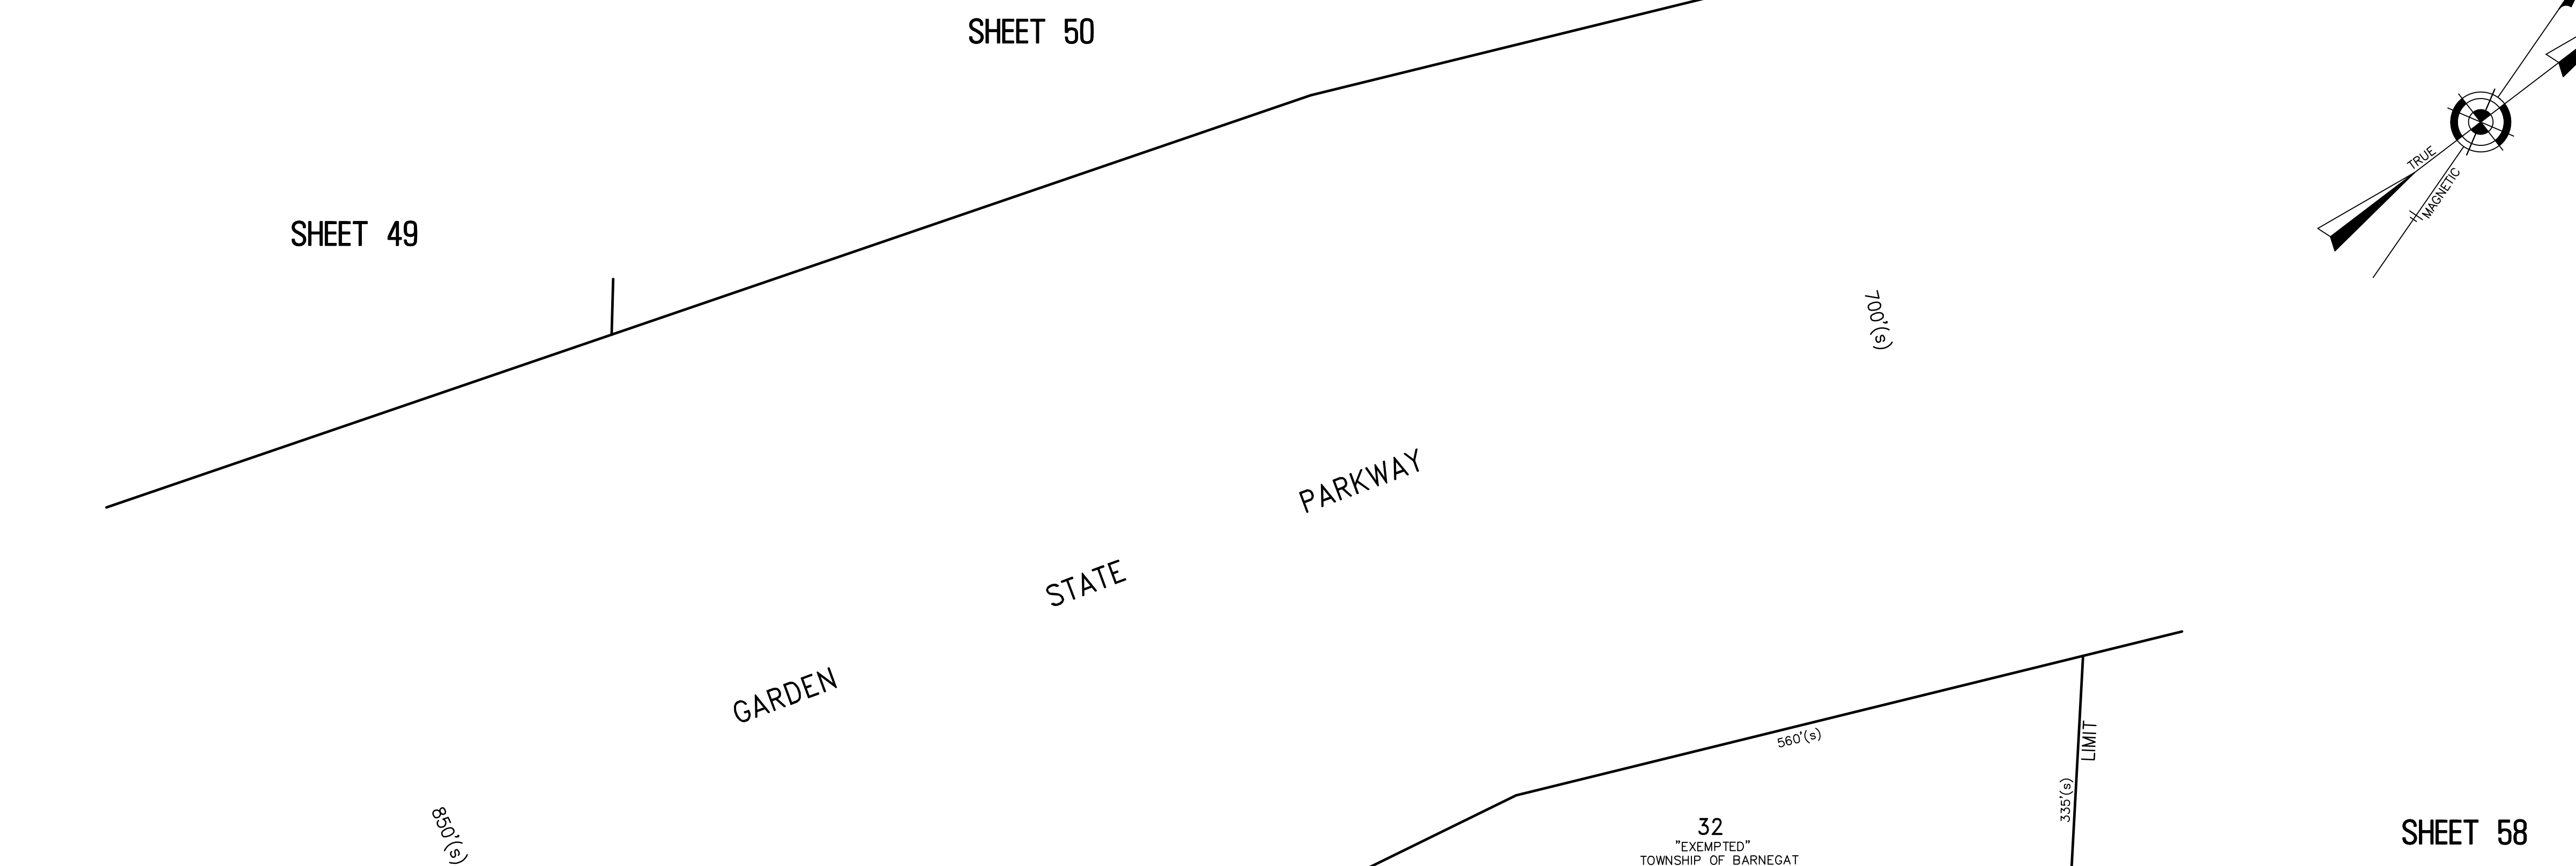 SHEET 50
SHEET 49
TRUE
MAGNETIC
700'(s)
PARKWAY
STATE
GARDEN
LIMIT
560'(s)
335'(s)
850'(s)
32
"EXEMPTED"
TOWNSHIP OF BARNEGAT
SHEET 58